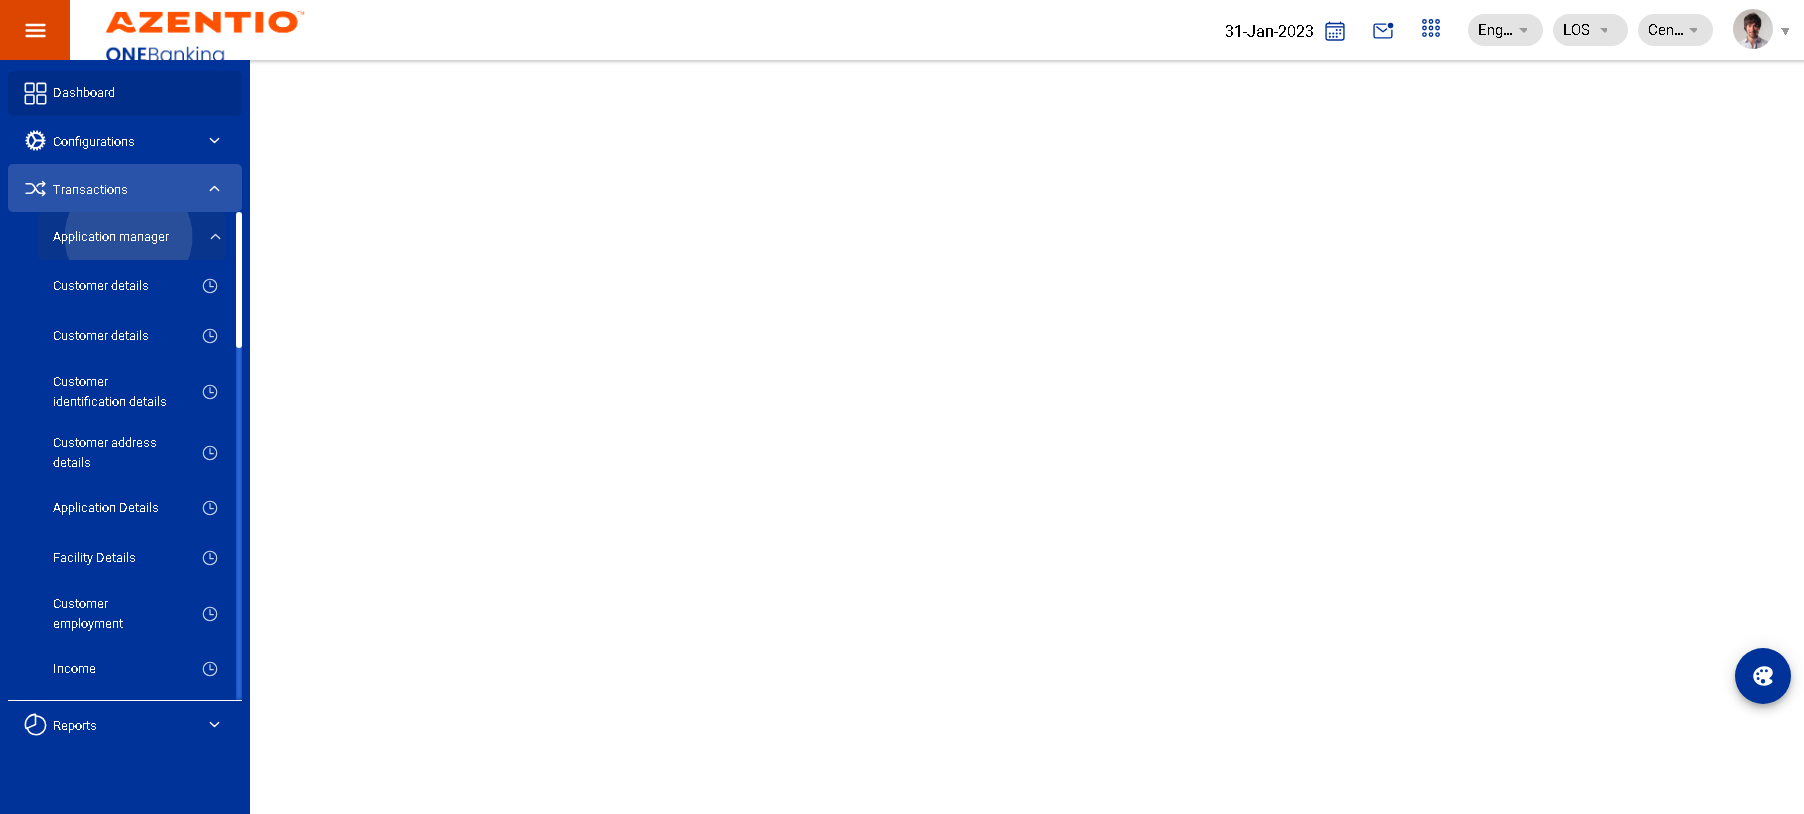 AZENTIO™
ONEBanking
31-Jan-2023
Eng...
LOS
Cen...
Dashboard
Configurations
Transactions
Application manager
Customer details
Customer details
Customer
identification details
Customer address
details
Application Details
Facility Details
Customer
employment
Income
Reports